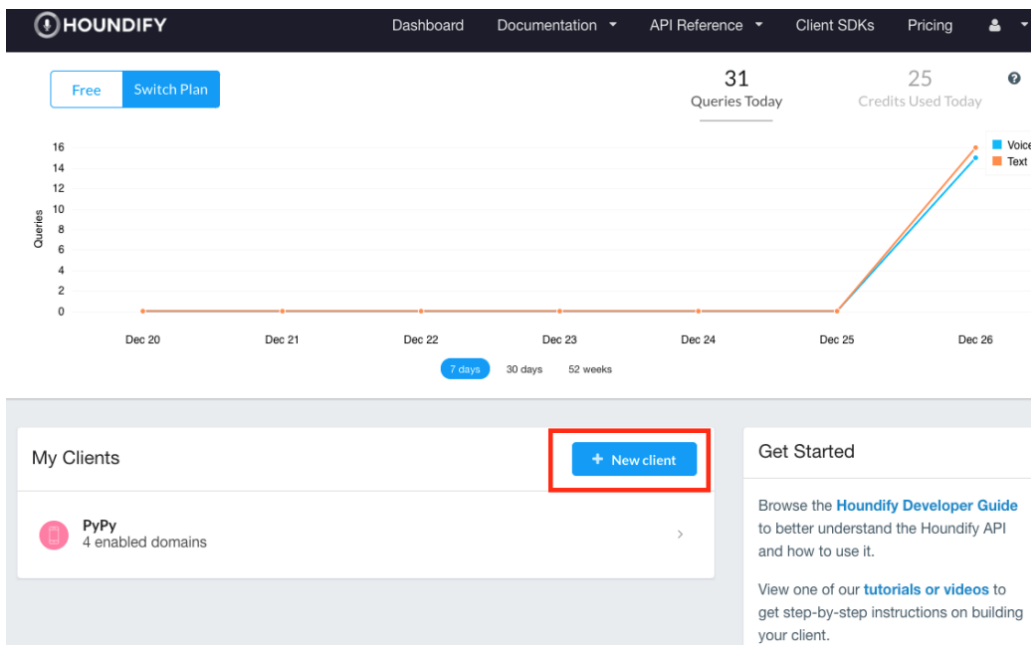 HOUNDIFY
Dashboard Documentation API Reference Client SDKs Pricing
Free Switch Plan
31
Queries Today
25
Credits Used Today
Queries
16
14
12
10
8
6
4
2
0
Voice
Text
Dec 20 Dec 21 Dec 22 Dec 23 Dec 24 Dec 25 Dec 26
7 days 30 days 52 weeks
My Clients
+ New client
PyPy
4 enabled domains
Get Started
Browse the Houndify Developer Guide
to better understand the Houndify API
and how to use it.
View one of our tutorials or videos to
get step-by-step instructions on building
your client.